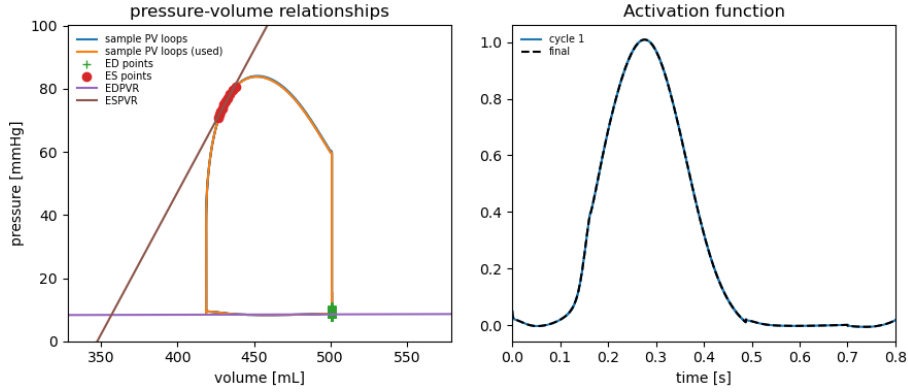 pressure-volume relationships
100
80
60
40
20
0
pressure [mmHg]
sample PV loops
sample PV loops (used)
ED points
ES points
EDPVR
ESPVR
350 400 450 500 550
volume [mL]
Activation function
1.0
0.8
0.6
0.4
0.2
0.0
cycle 1
final
0.0 0.1 0.2 0.3 0.4 0.5 0.6 0.7 0.8
time [s]